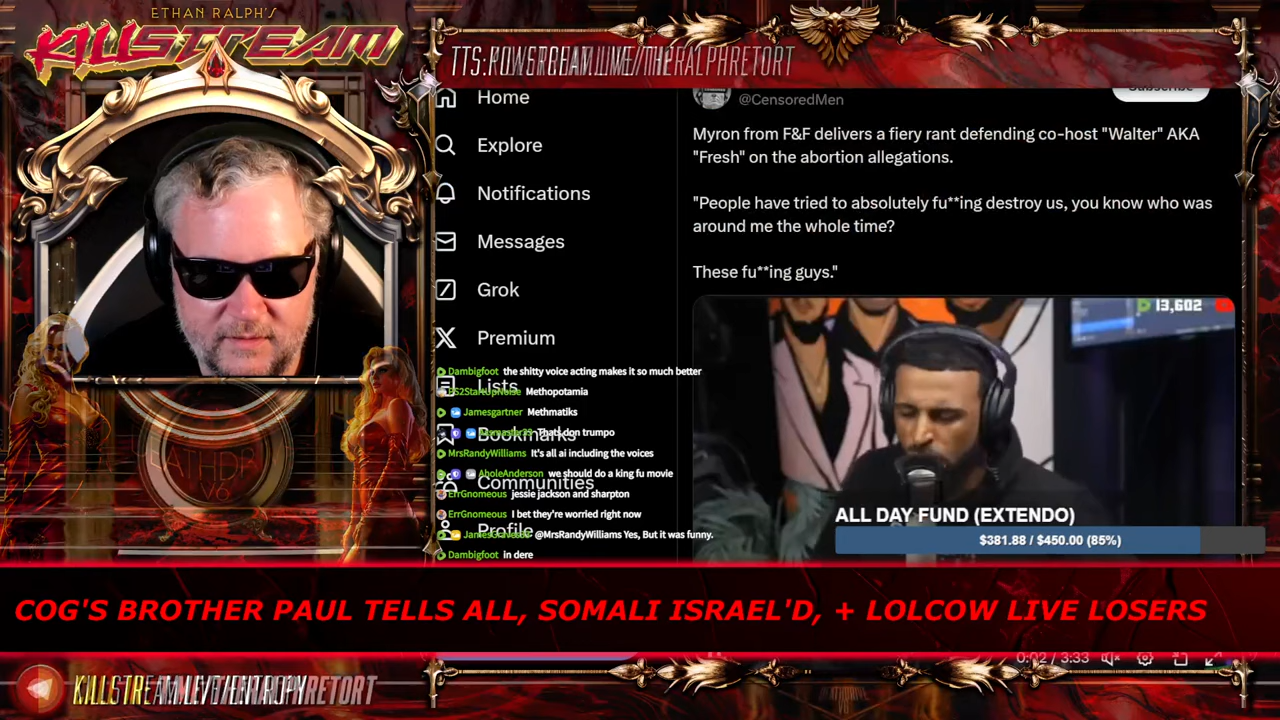 ETHAN RALPH'S
KILLSTREAM
Home
Explore
Notifications
Messages
Grok
Premium
Lists
Bookmarks
Communities
Profile
Subscribe
@CensoredMen
Myron from F&F delivers a fiery rant defending co-host "Walter" AKA
"Fresh" on the abortion allegations.
"People have tried to absolutely fu**ing destroy us, you know who was
around me the whole time?
These fu**ing guys."
13,602
Dambigfoot the shitty voice acting makes it so much better
Methopotamia
Jamesgartner Methmatiks
Thats don trumpo
MrsRandyWilliams It's all ai including the voices
AholeAnderson we should do a king fu movie
ErrGnomeous jessie jackson and sharpton
ErrGnomeous I bet they're worried right now
@MrsRandyWilliams Yes, But it was funny.
Dambigfoot in dere
ALL DAY FUND (EXTENDO)
$381.88 / $450.00 (85%)
COG'S BROTHER PAUL TELLS ALL, SOMALI ISRAEL'D, + LOLCOW LIVE LOSERS
0:02 / 3:33